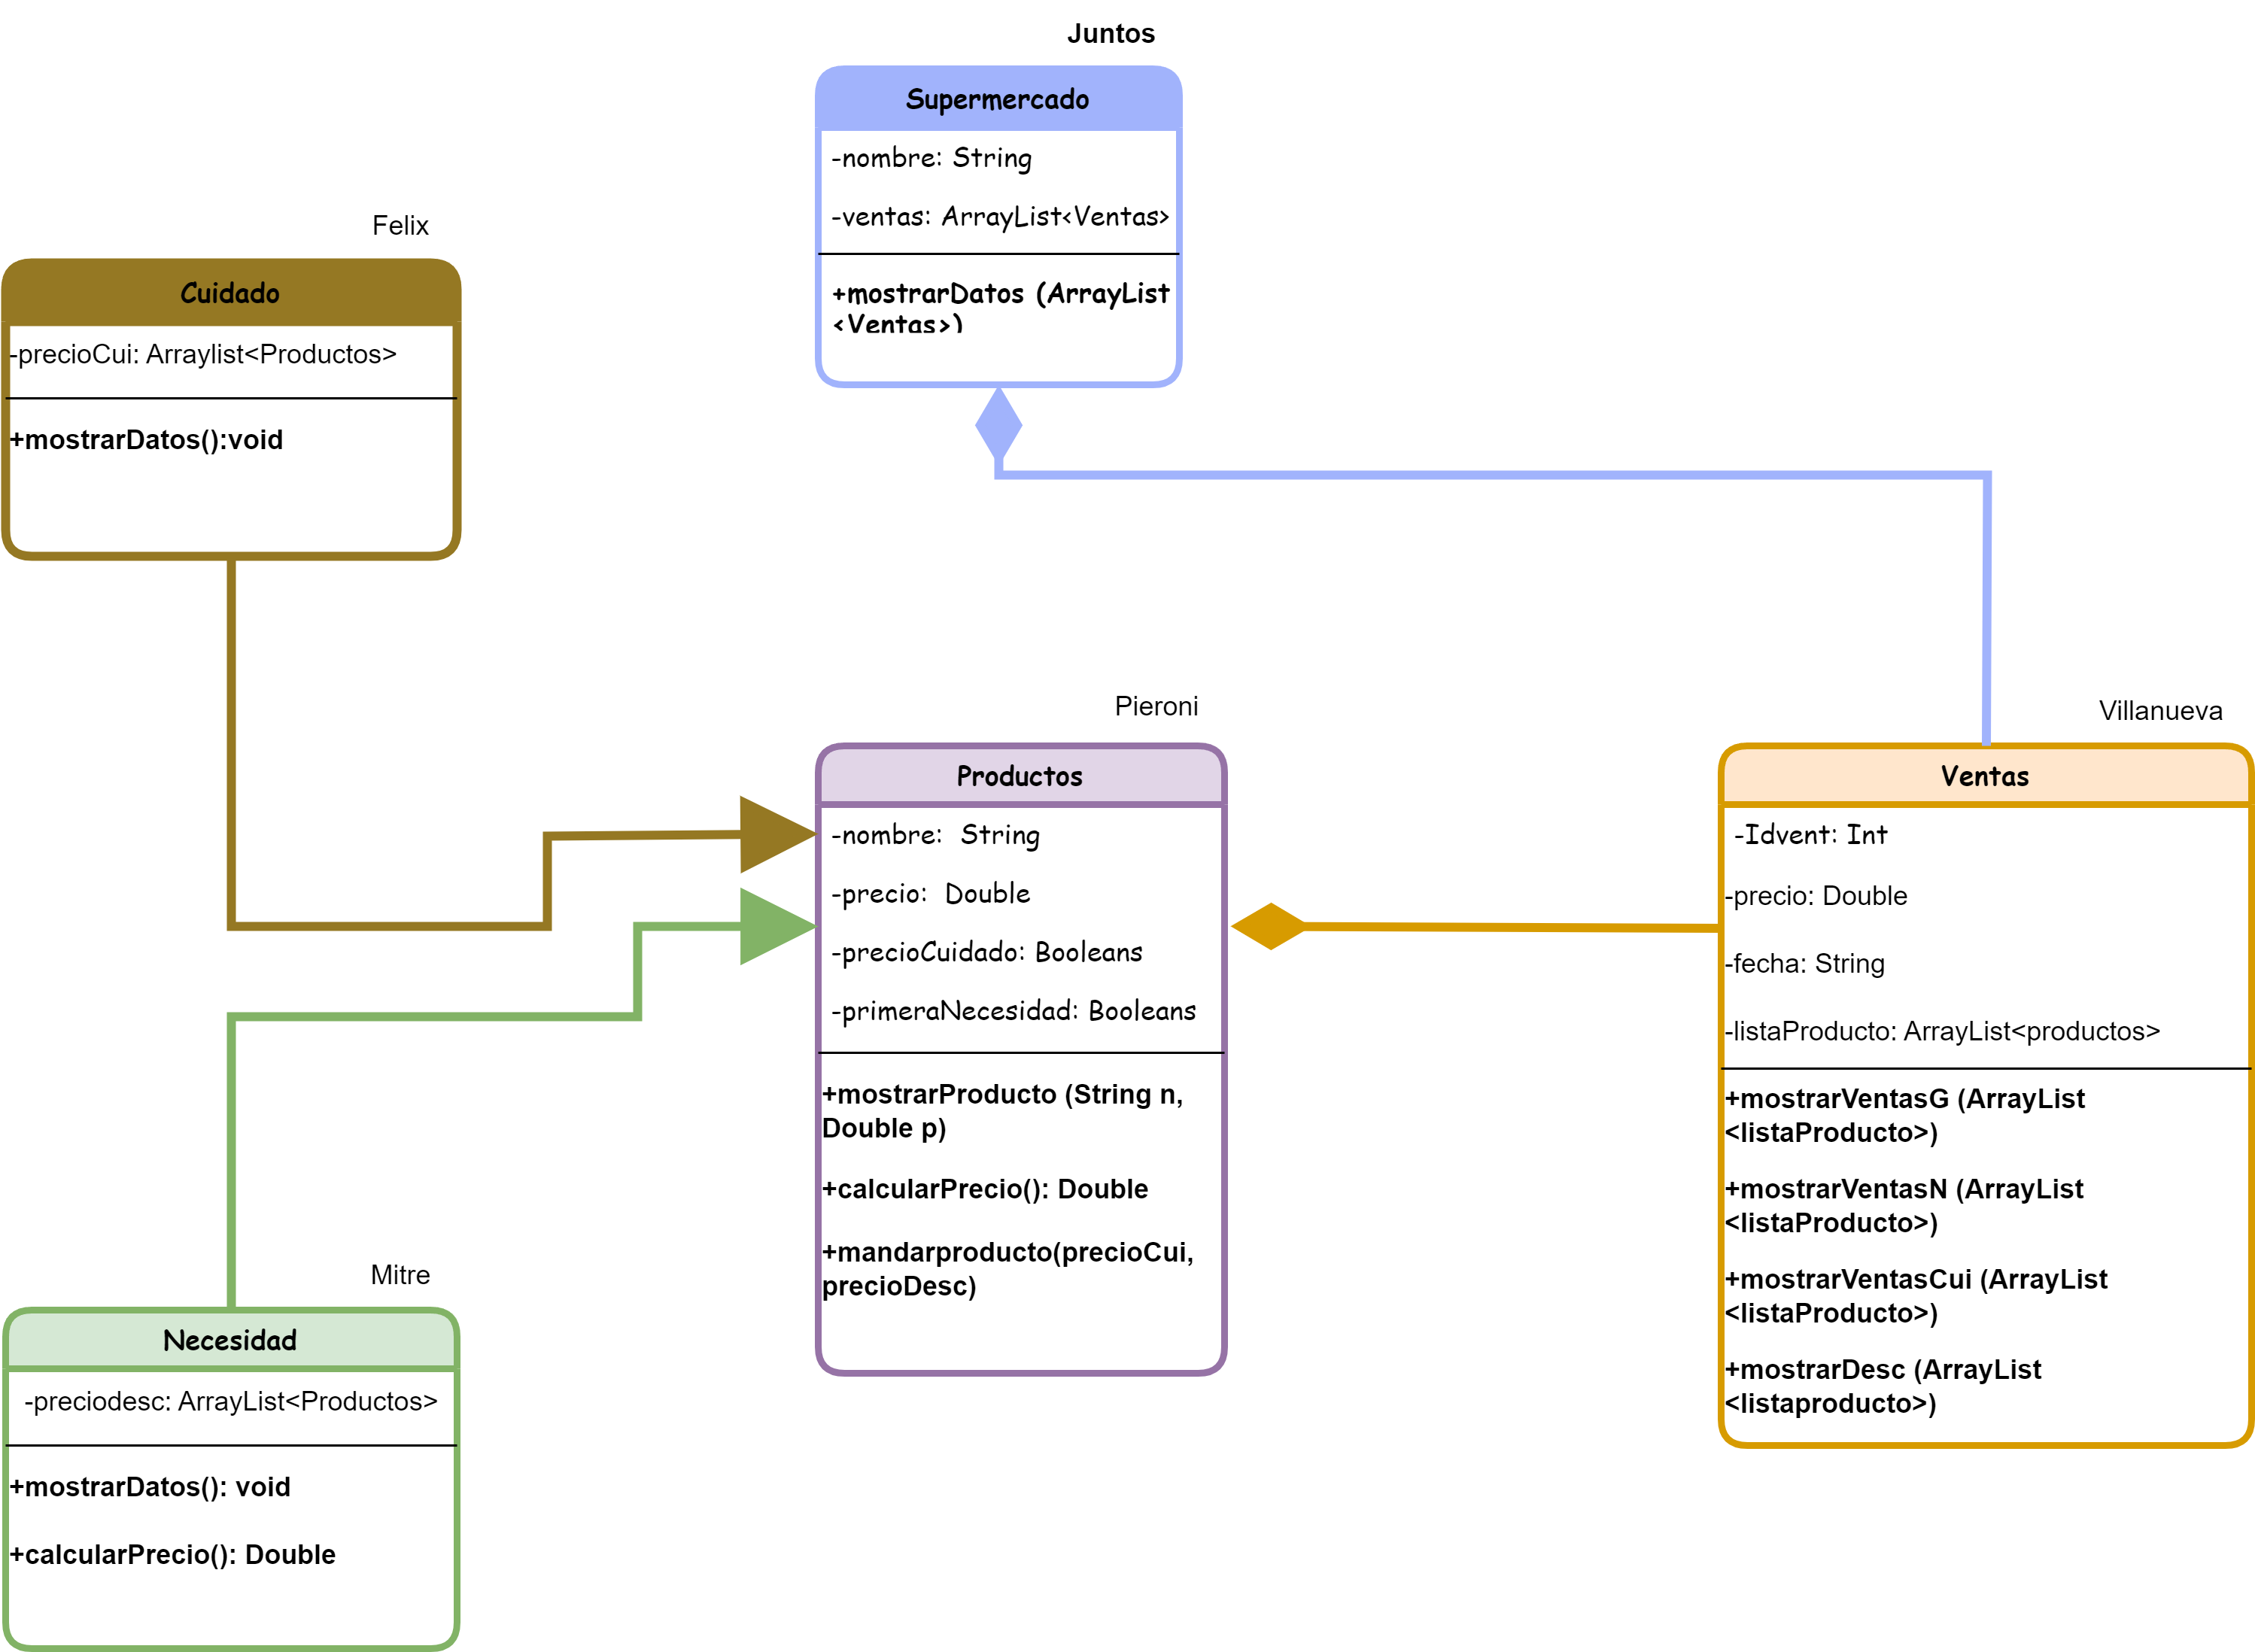 Juntos
Supermercado
-nombre: String
-ventas: ArrayList<Ventas>
+mostrarDatos (ArrayList
<Ventas>)
Felix
Cuidado
-precioCui: Arraylist<Productos>
+mostrarDatos():void
Pieroni
Productos
-nombre:  String
-precio:  Double
-precioCuidado: Booleans
-primeraNecesidad: Booleans
+mostrarProducto (String n,
Double p)
+calcularPrecio(): Double
+mandarproducto(precioCui,
precioDesc)
Villanueva
Ventas
-Idvent: Int
-precio: Double
-fecha: String
-listaProducto: ArrayList<productos>
+mostrarVentasG (ArrayList
<listaProducto>)
+mostrarVentasN (ArrayList
<listaProducto>)
+mostrarVentasCui (ArrayList
<listaProducto>)
+mostrarDesc (ArrayList
<listaproducto>)
Mitre
Necesidad
-preciodesc: ArrayList<Productos>
+mostrarDatos(): void
+calcularPrecio(): Double